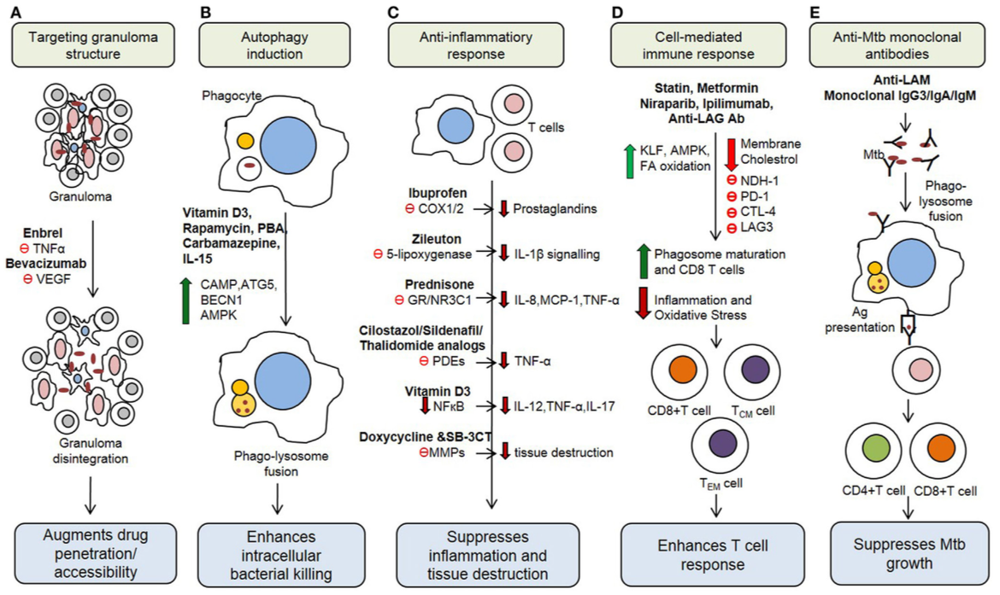 A
Targeting granuloma
structure
Granuloma
Enbrel
⊖ TNFα
Bevacizumab
⊖ VEGF
Granuloma
disintegration
Augments drug
penetration/
accessibility
B
Autophagy
induction
Phagocyte
Vitamin D3,
Rapamycin, PBA,
Carbamazepine,
IL-15
CAMP,ATG5,
BECN1
AMPK
Phago-lysosome
fusion
Enhances
intracellular
bacterial killing
C
Anti-inflammatiory
response
T cells
Ibuprofen
⊖ COX1/2
Prostaglandins
Zileuton
⊖ 5-lipoxygenase
IL-1β signalling
Prednisone
⊖ GR/NR3C1
IL-8,MCP-1,TNF-α
Cilostazol/Sildenafil/
Thalidomide analogs
⊖ PDEs
TNF-α
Vitamin D3
NFκB
IL-12,TNF-α,IL-17
Doxycycline &SB-3CT
⊖MMPs
tissue destruction
Suppresses
inflammation and
tissue destruction
D
Cell-mediated
immune response
Statin, Metformin
Niraparib, Ipilimumab,
Anti-LAG Ab
KLF, AMPK,
FA oxidation
Membrane
Cholestrol
⊖ NDH-1
⊖ PD-1
⊖ CTL-4
⊖ LAG3
Phagosome maturation
and CD8 T cells
Inflammation and
Oxidative Stress
CD8+T cell
TCM cell
TEM cell
Enhances T cell
response
E
Anti-Mtb monoclonal
antibodies
Anti-LAM
Monoclonal IgG3/IgA/IgM
Mtb
Phago-
lysosome
fusion
Ag
presentation
CD4+T cell
CD8+T cell
Suppresses Mtb
growth